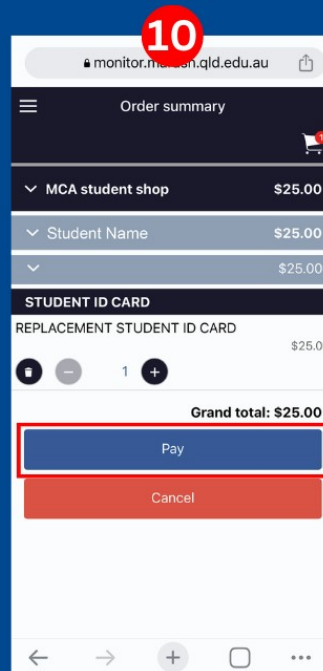 10
monitor.m
.qld.edu.au
Order summary
MCA student shop $25.00
Student Name $25.00
$25.00
STUDENT ID CARD
REPLACEMENT STUDENT ID CARD
$25.0
1
Grand total: $25.00
Pay
Cancel